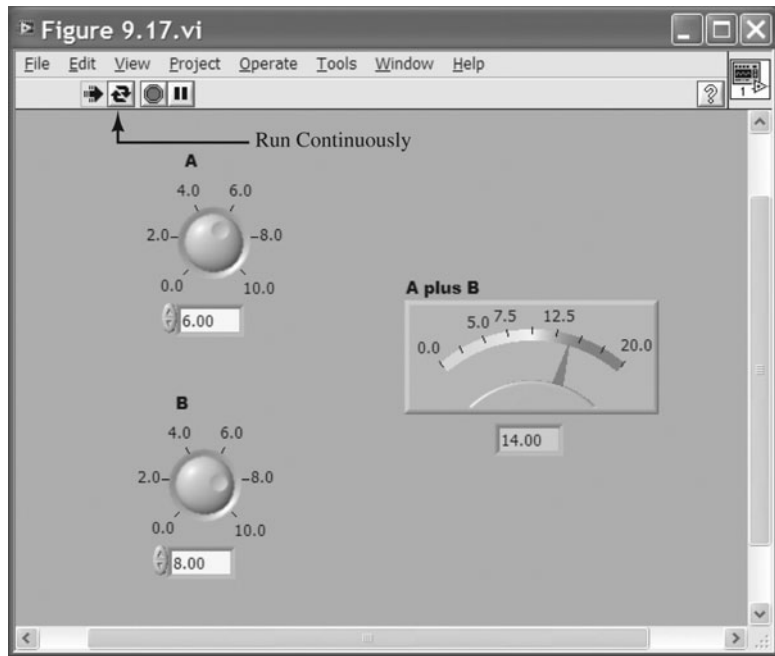 Figure 9.17.vi
File Edit View Project Operate Tools Window Help
?
1
Run Continuously
A
4.0 6.0
2.0 8.0
0.0 10.0
6.00
A plus B
0.0 5.0 7.5 12.5 20.0
14.00
B
4.0 6.0
2.0 8.0
0.0 10.0
8.00